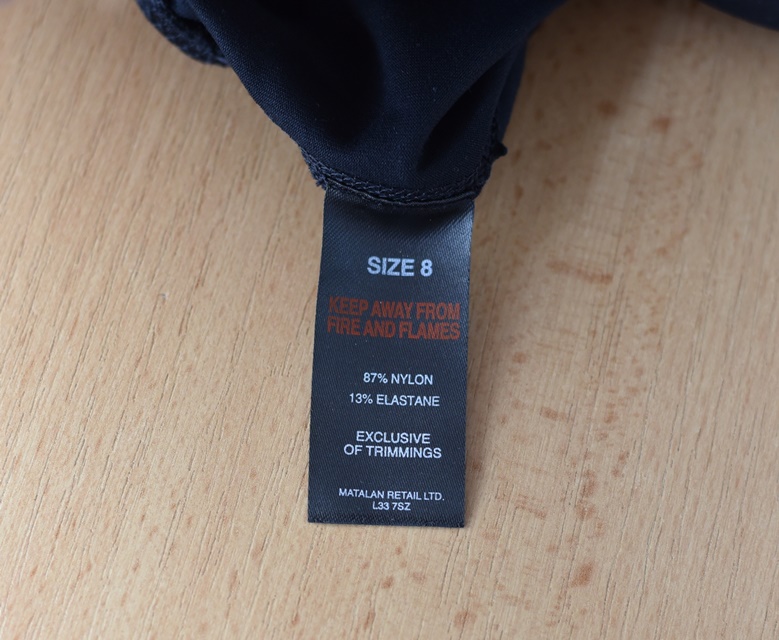 SIZE 8
KEEP AWAY FROM
FIRE AND FLAMES
87% NYLON
13% ELASTANE
EXCLUSIVE
OF TRIMMINGS
MATALAN RETAIL LTD.
L33 7SZ